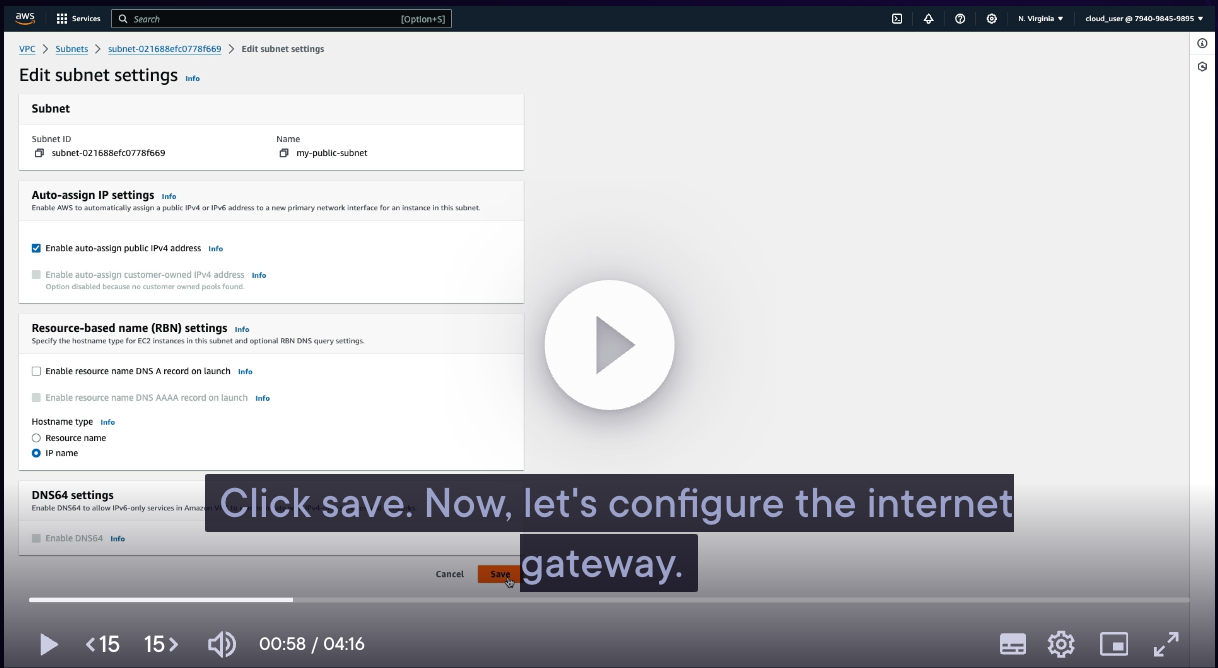 aws Services Search [Option+S] N. Virginia cloud_user @ 7940-9845-9895
VPC > Subnets > subnet-021688efc0778f669 > Edit subnet settings
Edit subnet settings Info
Subnet
Subnet ID Name
subnet-021688efc0778f669 my-public-subnet
Auto-assign IP settings Info
Enable AWS to automatically assign a public IPv4 or IPv6 address to a new primary network interface for an instance in this subnet.
Enable auto-assign public IPv4 address Info
Enable auto-assign customer-owned IPv4 address Info
Option disabled because no customer owned pools found.
Resource-based name (RBN) settings Info
Specify the hostname type for EC2 instances in this subnet and optional RBN DNS query settings.
Enable resource name DNS A record on launch Info
Enable resource name DNS AAAA record on launch Info
Hostname type Info
Resource name
IP name
DNS64 settings
Enable DNS64 to allow IPv6-only services in Amazon
Click save. Now, let's configure the internet
gateway.
Enable DNS64 Info
Cancel Save
<15 15> 00:58 / 04:16